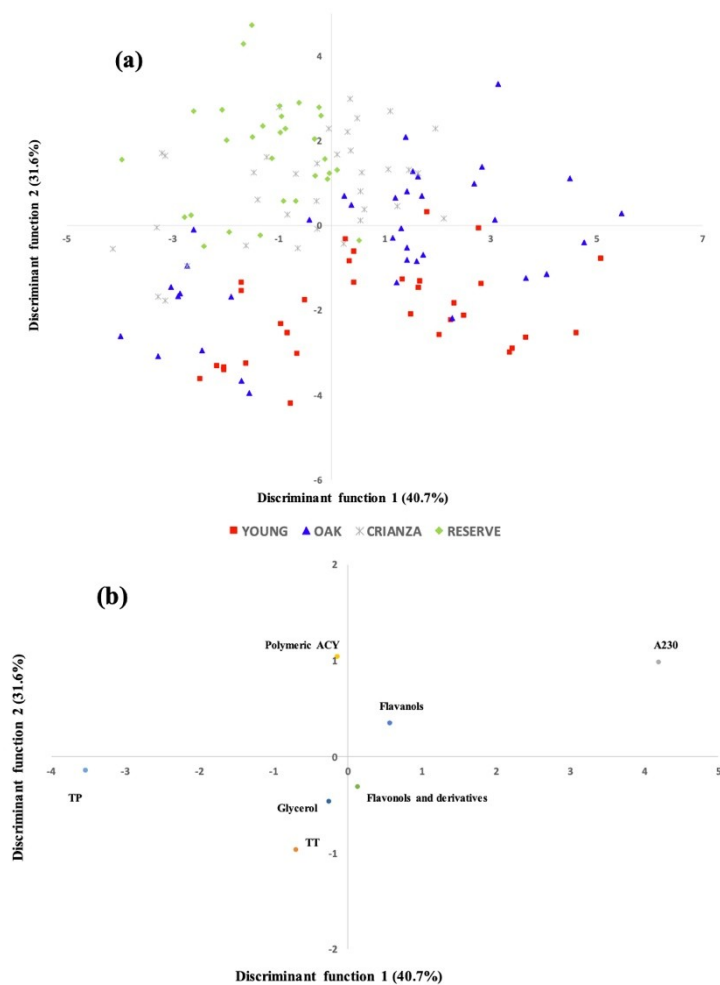 (a)
4
2
0
-5
-3
-1
1
3
5
7
-2
-4
-6
Discriminant function 2 (31.6%)
Discriminant function 1 (40.7%)
YOUNG OAK CRIANZA RESERVE
(b)
2
Polymeric ACY
A230
1
Flavanols
0
-4
-3
-2
-1
0
1
2
3
4
5
TP
Glycerol
Flavonols and derivatives
TT
-1
-2
Discriminant function 2 (31.6%)
Discriminant function 1 (40.7%)